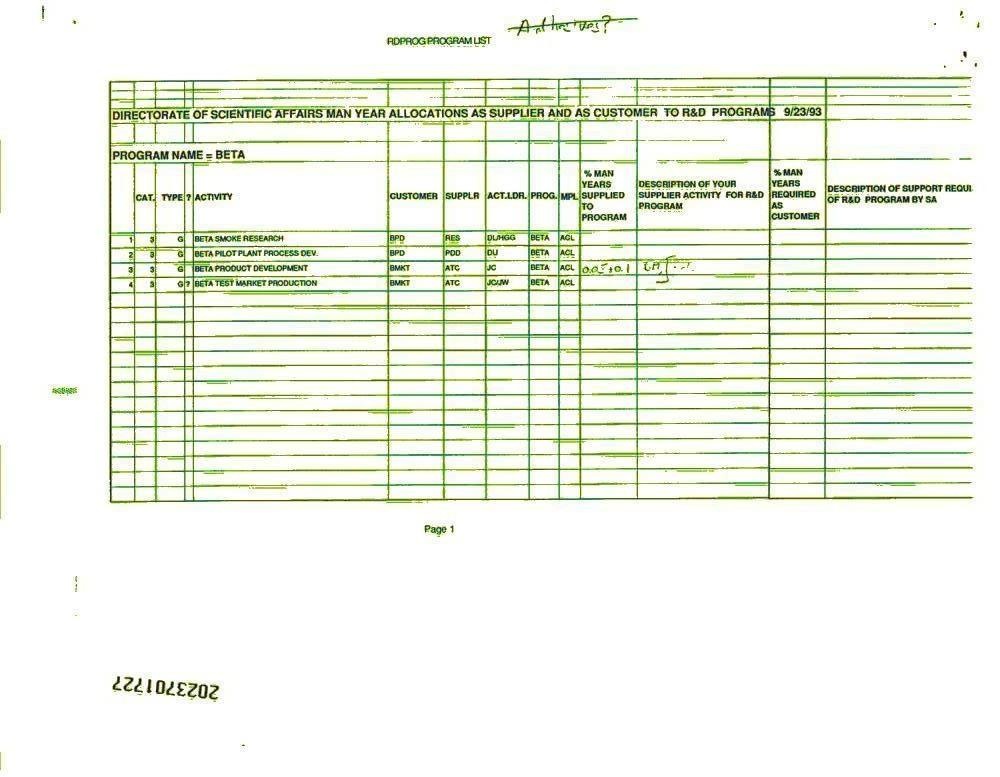 RDPROG PROGRAM LIST
DIRECTORATE OF SCIENTIFIC AFFAIRS MAN YEAR ALLOCATIONS AS SUPPLIER AND AS CUSTOMER TO R&D PROGRAMS 9/23/93
PROGRAM NAME = BETA
CAT. TYPE ? ACTIVITY CUSTOMER SUPPLR ACT.LDR. PROG. MPL % MAN YEARS SUPPLIED TO PROGRAM DESCRIPTION OF YOUR SUPPLIER ACTIVITY FOR R&D PROGRAM % MAN YEARS REQUIRED AS CUSTOMER DESCRIPTION OF SUPPORT REQUI OF R&D PROGRAM BY SA
1 3 G BETA SMOKE RESEARCH BPD RES DL/HGG BETA ACL
2 3 G BETA PILOT PLANT PROCESS DEV. BPD PDD DU BETA ACL
3 3 G BETA PRODUCT DEVELOPMENT BMKT ATC JC BETA ACL
4 3 G ? BETA TEST MARKET PRODUCTION BMKT ATC JC/JW BETA ACL
Page 1
2023701727